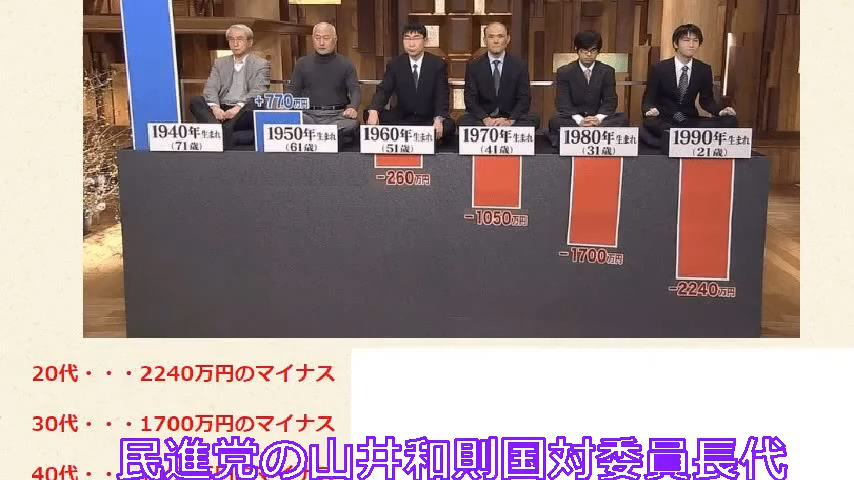 +770万円
1940年生まれ
(71歳)
1950年生まれ
(61歳)
1960年生まれ
(51歳)
1970年生まれ
(41歳)
1980年生まれ
(31歳)
1990年生まれ
(21歳)
-260万円
-1050万円
-1700万円
-2240万円
20代・・・2240万円のマイナス
30代・・・1700万円のマイナス
40代・・・
民進党の山井和則国対委員長代